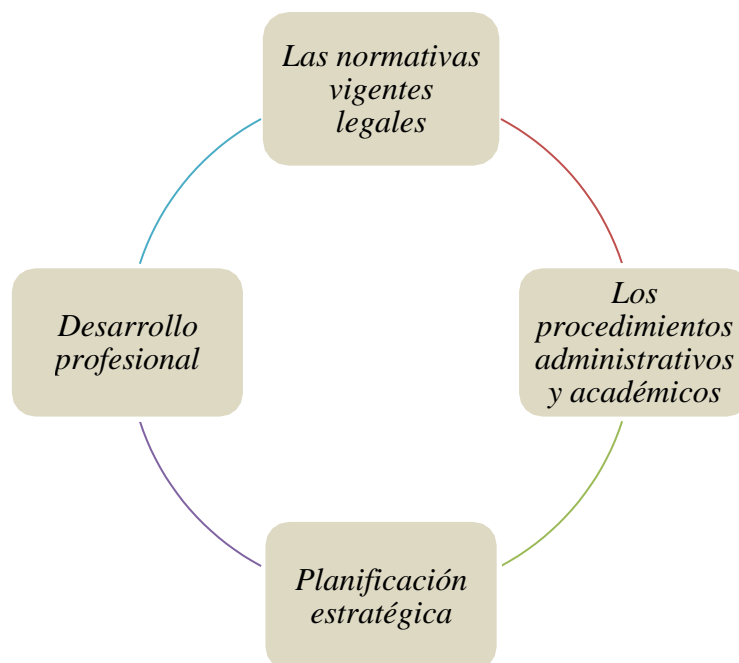 Las normativas
vigentes
legales
Los
procedimientos
administrativos
y académicos
Desarrollo
profesional
Planificación
estratégica